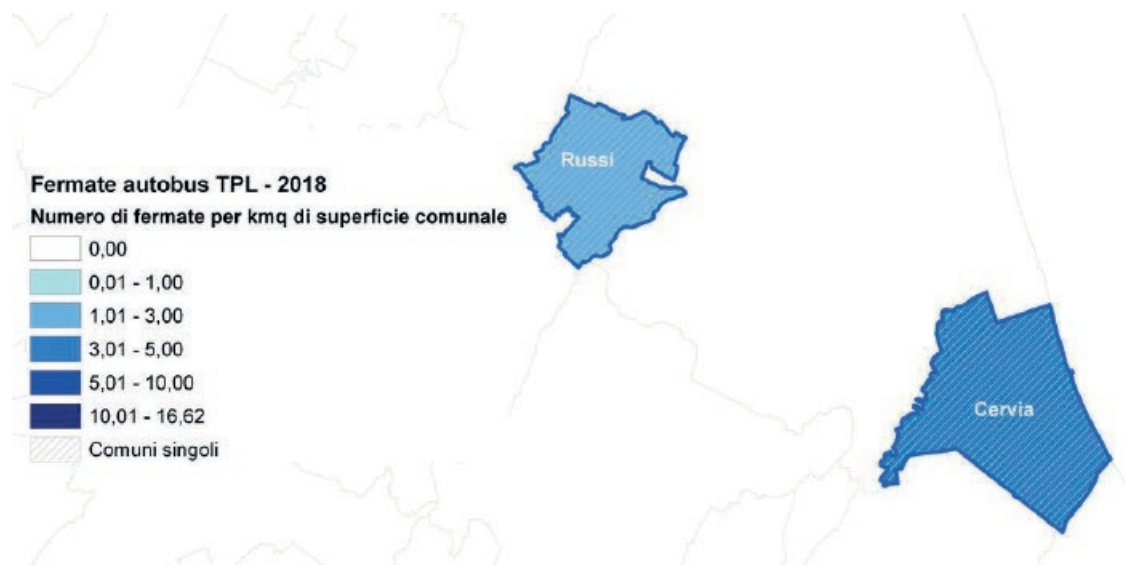 Fermate autobus TPL - 2018
Numero di fermate per kmq di superficie comunale
0,00
0,01 - 1,00
1,01 - 3,00
3,01 - 5,00
5,01 - 10,00
10,01 - 16,62
Comuni singoli
Russi
Cervia